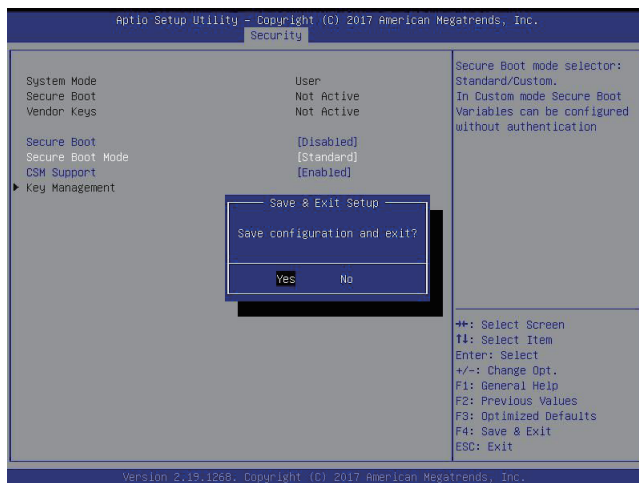 Aptio Setup Utility – Copyright (C) 2017 American Megatrends, Inc.
Security
System Mode User
Secure Boot Not Active
Vendor Keys Not Active
Secure Boot [Disabled]
Secure Boot Mode [Standard]
CSM Support [Enabled]
Key Management
Save & Exit Setup
Save configuration and exit?
Yes No
Secure Boot mode selector:
Standard/Custom.
In Custom mode Secure Boot
Variables can be configured
without authentication
→←: Select Screen
↑↓: Select Item
Enter: Select
+/-: Change Opt.
F1: General Help
F2: Previous Values
F3: Optimized Defaults
F4: Save & Exit
ESC: Exit
Version 2.19.1268. Copyright (C) 2017 American Megatrends, Inc.